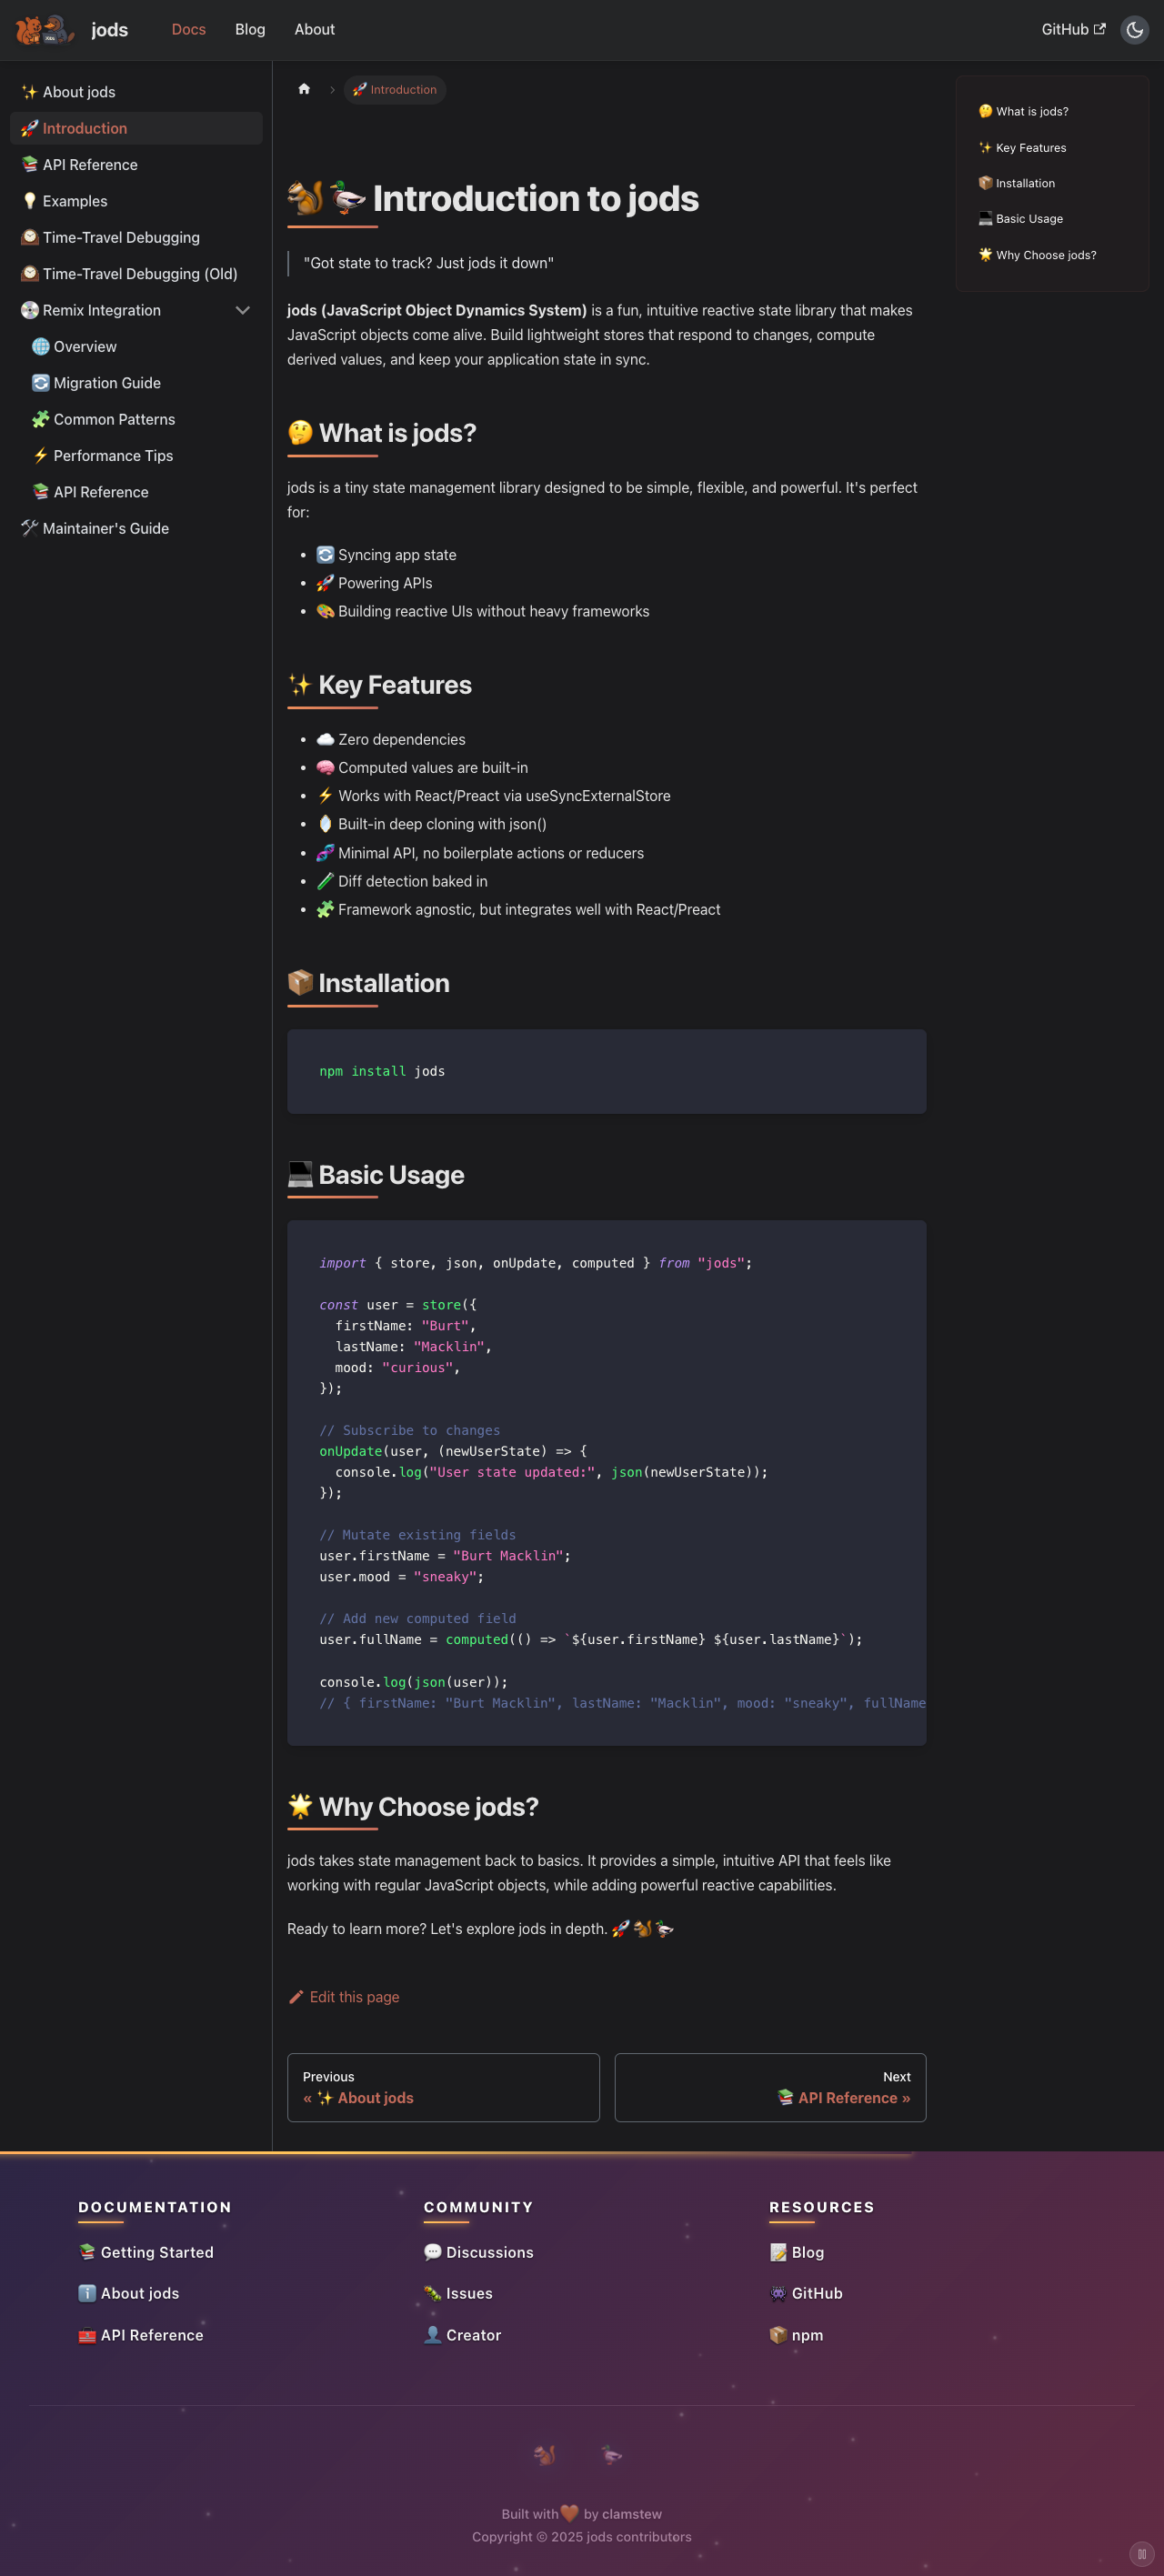 jods
Docs
Blog
About
GitHub
✨ About jods
🚀 Introduction
📚 API Reference
💡 Examples
🕰️ Time-Travel Debugging
🕰️ Time-Travel Debugging (Old)
💿 Remix Integration
🌐 Overview
🔄 Migration Guide
🧩 Common Patterns
⚡ Performance Tips
📚 API Reference
🛠️ Maintainer's Guide
🚀 Introduction
🐿️🦆 Introduction to jods
"Got state to track? Just jods it down"
jods (JavaScript Object Dynamics System) is a fun, intuitive reactive state library that makes
JavaScript objects come alive. Build lightweight stores that respond to changes, compute
derived values, and keep your application state in sync.
🤔 What is jods?
jods is a tiny state management library designed to be simple, flexible, and powerful. It's perfect
for:
• 🔄 Syncing app state
• 🚀 Powering APIs
• 🎨 Building reactive UIs without heavy frameworks
✨ Key Features
• ☁️ Zero dependencies
• 🧠 Computed values are built-in
• ⚡ Works with React/Preact via useSyncExternalStore
• 🪞 Built-in deep cloning with json()
• 🧬 Minimal API, no boilerplate actions or reducers
• 🧪 Diff detection baked in
• 🧩 Framework agnostic, but integrates well with React/Preact
📦 Installation
npm install jods
💻 Basic Usage
import { store, json, onUpdate, computed } from "jods";
const user = store({
  firstName: "Burt",
  lastName: "Macklin",
  mood: "curious",
});
// Subscribe to changes
onUpdate(user, (newUserState) => {
  console.log("User state updated:", json(newUserState));
});
// Mutate existing fields
user.firstName = "Burt Macklin";
user.mood = "sneaky";
// Add new computed field
user.fullName = computed(() => `${user.firstName} ${user.lastName}`);
console.log(json(user));
// { firstName: "Burt Macklin", lastName: "Macklin", mood: "sneaky", fullName
🌟 Why Choose jods?
jods takes state management back to basics. It provides a simple, intuitive API that feels like
working with regular JavaScript objects, while adding powerful reactive capabilities.
Ready to learn more? Let's explore jods in depth. 🚀🐿️🦆
Edit this page
Previous
« ✨ About jods
Next
📚 API Reference »
🤔 What is jods?
✨ Key Features
📦 Installation
💻 Basic Usage
🌟 Why Choose jods?
DOCUMENTATION
📚 Getting Started
ℹ️ About jods
🧰 API Reference
COMMUNITY
💬 Discussions
🐛 Issues
👤 Creator
RESOURCES
📝 Blog
👾 GitHub
📦 npm
🐿️ 🦆
Built with 🧡 by clamstew
Copyright © 2025 jods contributors